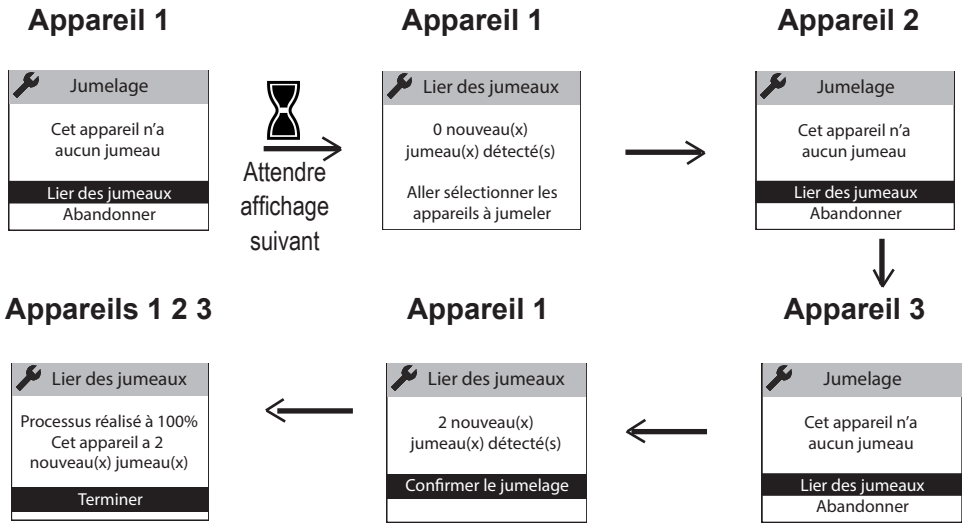 Appareil 1
Jumelage
Cet appareil n'a
aucun jumeau
Lier des jumeaux
Abandonner
Attendre
affichage
suivant
Appareil 1
Lier des jumeaux
0 nouveau(x)
jumeau(x) détecté(s)
Aller sélectionner les
appareils à jumeler
Appareil 2
Jumelage
Cet appareil n'a
aucun jumeau
Lier des jumeaux
Abandonner
Appareil 3
Jumelage
Cet appareil n'a
aucun jumeau
Lier des jumeaux
Abandonner
Appareil 1
Lier des jumeaux
2 nouveau(x)
jumeau(x) détecté(s)
Confirmer le jumelage
Appareils 1 2 3
Lier des jumeaux
Processus réalisé à 100%
Cet appareil a 2
nouveau(x) jumeau(x)
Terminer